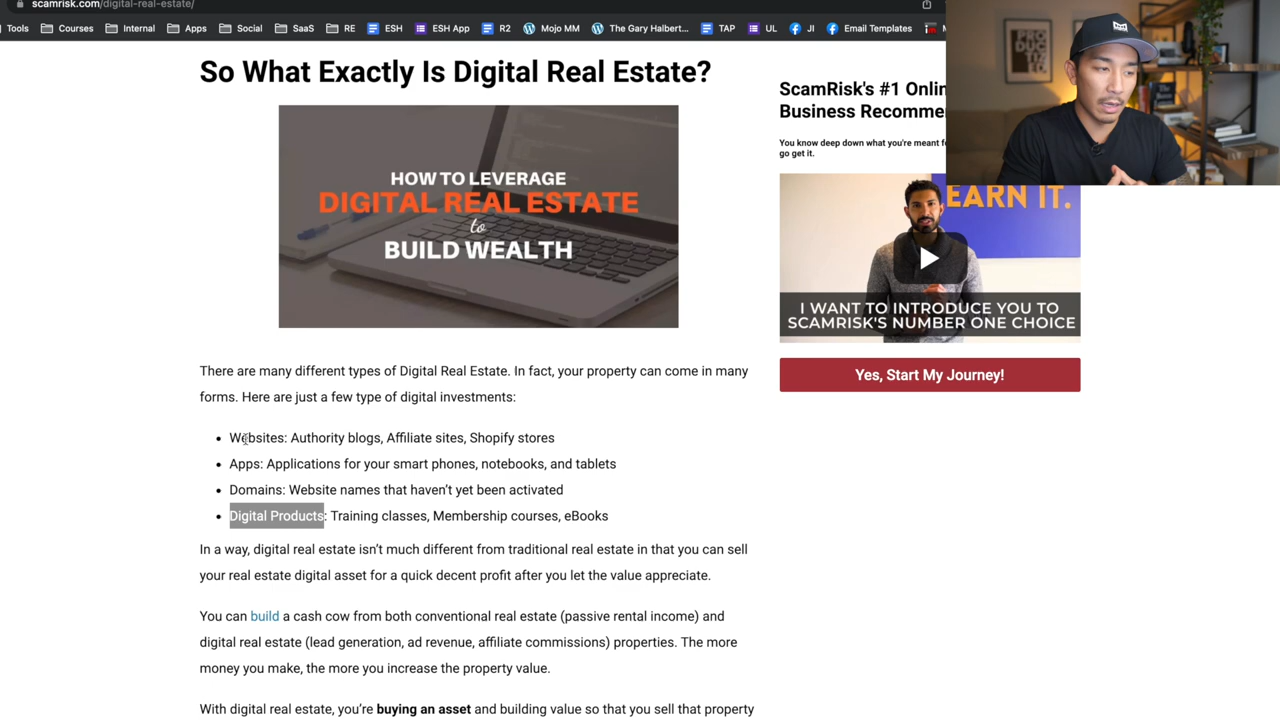 scamrisk.com/digital-real-estate/
Tools
Courses
Internal
Apps
Social
SaaS
RE
ESH
ESH App
R2
Mojo MM
The Gary Halbert...
TAP
UL
JI
Email Templates
So What Exactly Is Digital Real Estate?
HOW TO LEVERAGE
DIGITAL REAL ESTATE
to
BUILD WEALTH
There are many different types of Digital Real Estate. In fact, your property can come in many
forms. Here are just a few type of digital investments:
• Websites: Authority blogs, Affiliate sites, Shopify stores
• Apps: Applications for your smart phones, notebooks, and tablets
• Domains: Website names that haven't yet been activated
• Digital Products: Training classes, Membership courses, eBooks
In a way, digital real estate isn't much different from traditional real estate in that you can sell
your real estate digital asset for a quick decent profit after you let the value appreciate.
You can build a cash cow from both conventional real estate (passive rental income) and
digital real estate (lead generation, ad revenue, affiliate commissions) properties. The more
money you make, the more you increase the property value.
With digital real estate, you're buying an asset and building value so that you sell that property
ScamRisk's #1 Onlin
Business Recomme
You know deep down what you're meant f
go get it.
EARN IT.
I WANT TO INTRODUCE YOU TO
SCAMRISK'S NUMBER ONE CHOICE
Yes, Start My Journey!